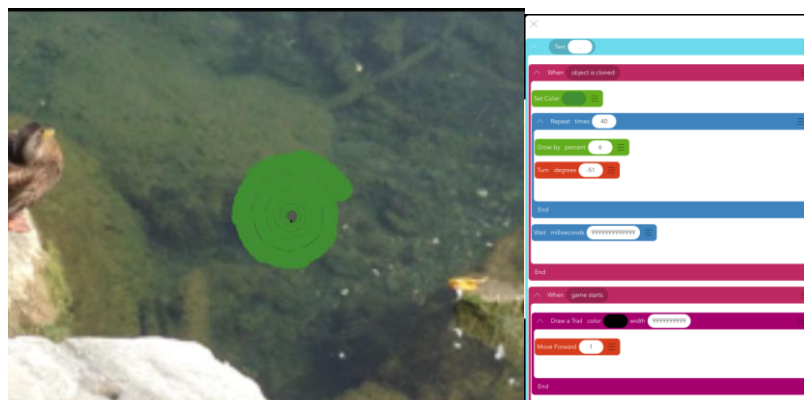 Text .
When object is cloned
Set Color
Repeat times 40
Grow by percent 6
Turn degrees -51
End
Wait milliseconds 99999999999999
End
When game starts
Draw a Trail color width 9999999999
Move Forward 1
End